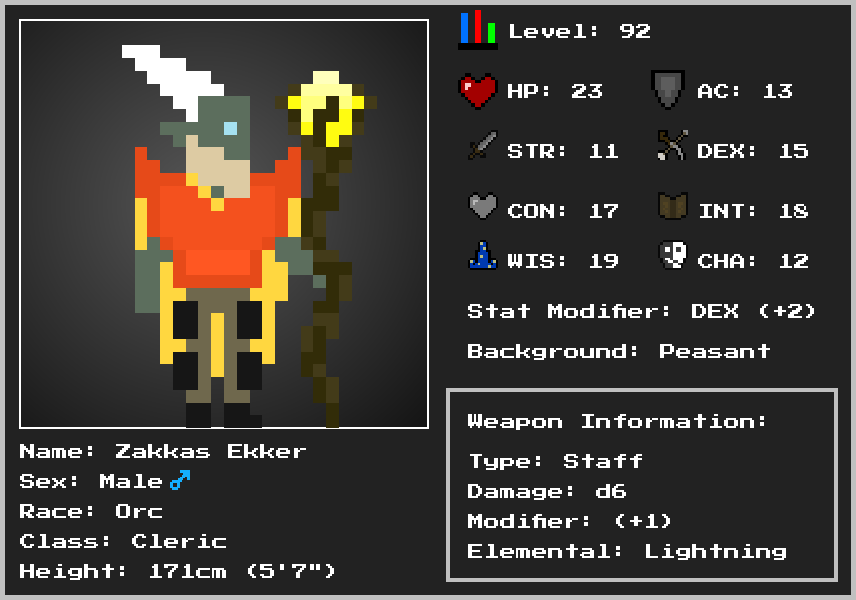 Level: 92
HP: 23 AC: 13
STR: 11 DEX: 15
CON: 17 INT: 18
WIS: 19 CHA: 12
Stat Modifier: DEX (+2)
Background: Peasant
Weapon Information:
Type: Staff
Damage: d6
Modifier: (+1)
Elemental: Lightning
Name: Zakkas Ekker
Sex: Male ♂
Race: Orc
Class: Cleric
Height: 171cm (5'7")